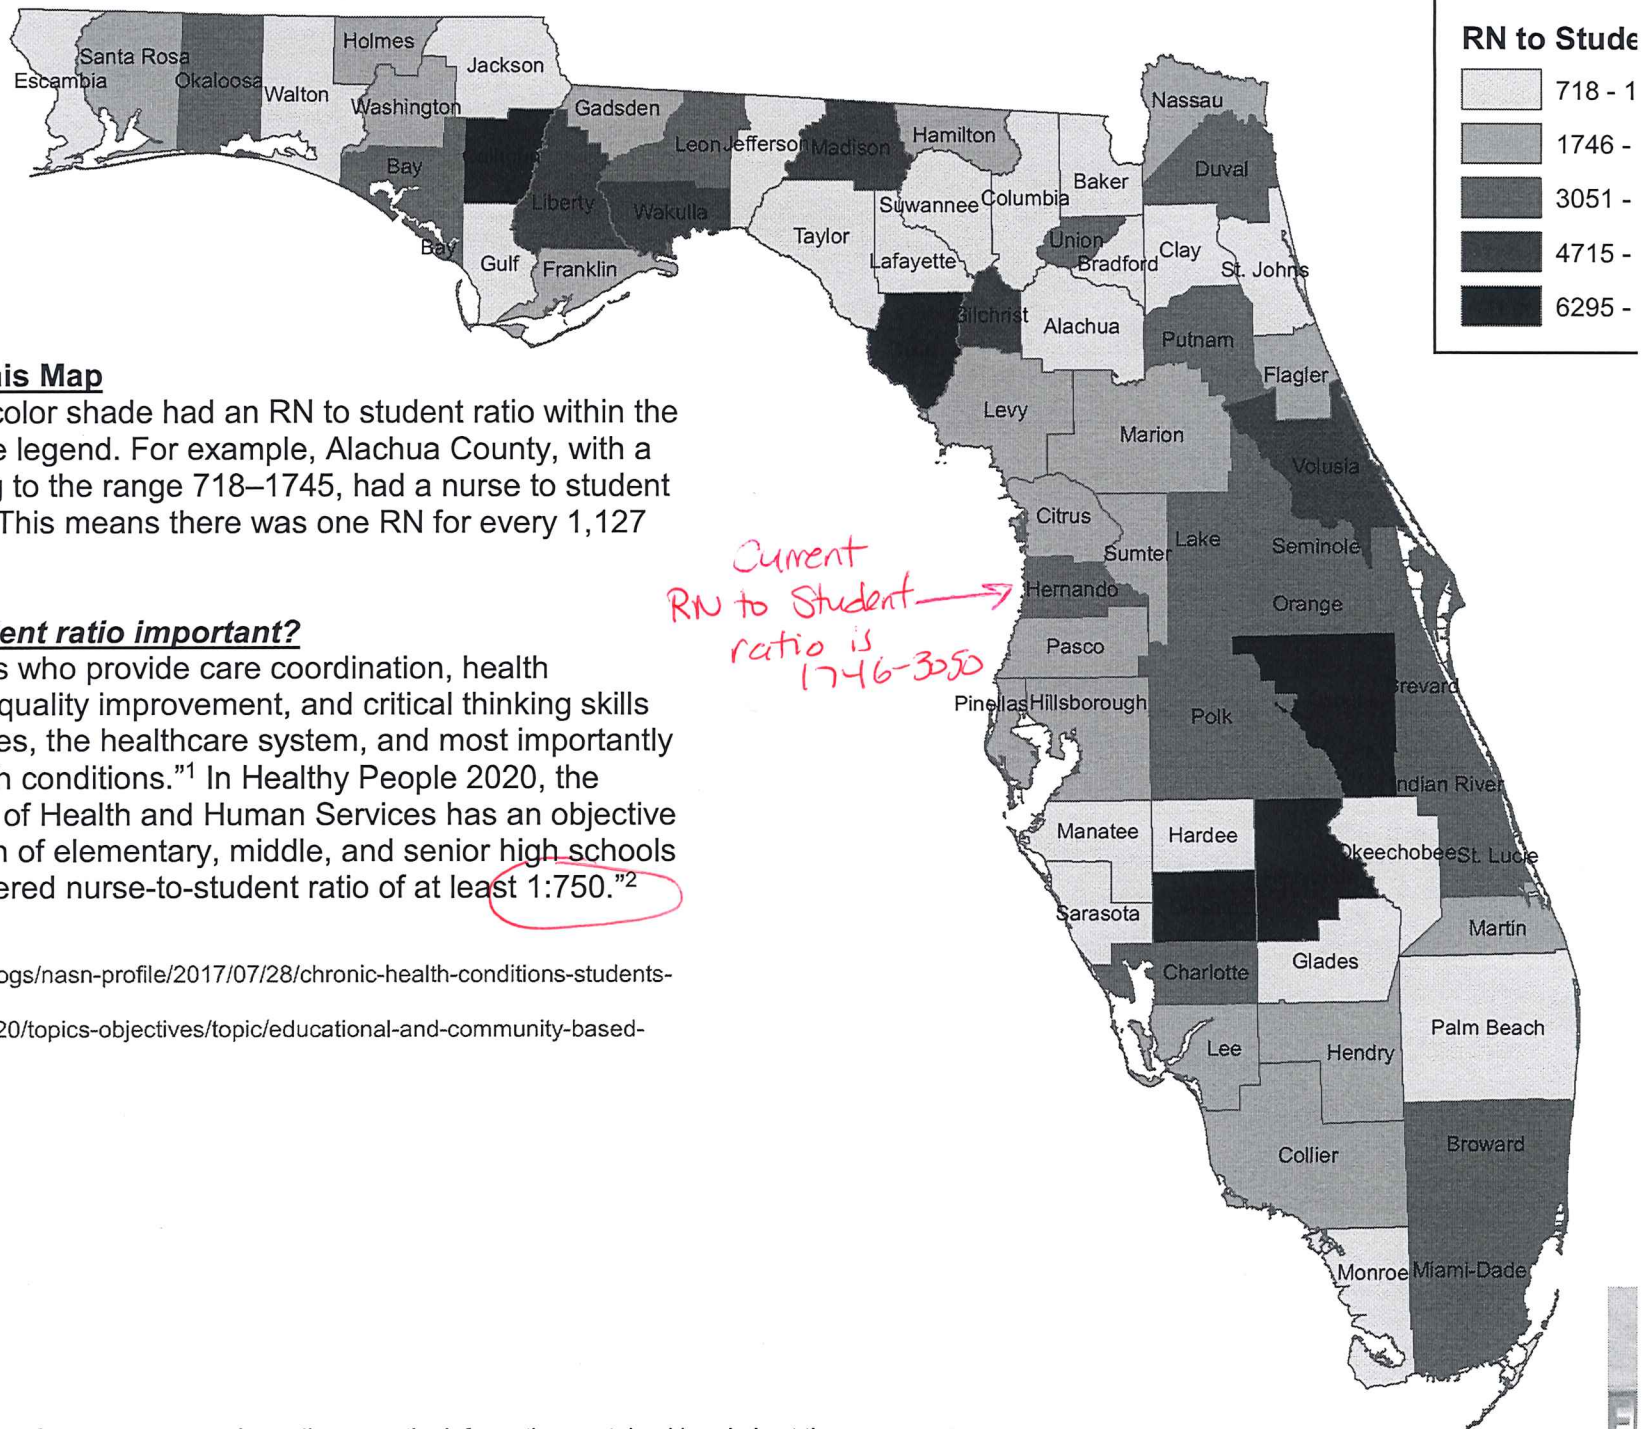 RN to Stude
718 - 1
1746 -
3051 -
4715 -
6295 -
Escambia
Santa Rosa
Okaloosa
Walton
Holmes
Washington
Jackson
Bay
Bay
Gulf
Gadsden
Liberty
Franklin
Leon
Wakulla
Jefferson
Madison
Taylor
Hamilton
Suwannee
Lafayette
Columbia
Baker
Nassau
Duval
Union
Bradford
Clay
St. Johns
Gilchrist
Alachua
Putnam
Flagler
Levy
Marion
Volusia
Citrus
Sumter
Lake
Seminole
Hernando
Orange
Pasco
Pinellas
Hillsborough
Polk
Brevard
Indian River
Manatee
Hardee
Okeechobee
St. Lucie
Sarasota
Martin
Charlotte
Glades
Lee
Hendry
Palm Beach
Collier
Broward
Monroe
Miami-Dade
is Map
color shade had an RN to student ratio within the
e legend. For example, Alachua County, with a
g to the range 718–1745, had a nurse to student
This means there was one RN for every 1,127
ent ratio important?
s who provide care coordination, health
quality improvement, and critical thinking skills
es, the healthcare system, and most importantly
h conditions.”1 In Healthy People 2020, the
of Health and Human Services has an objective
n of elementary, middle, and senior high schools
ered nurse-to-student ratio of at least 1:750.”2
ogs/nasn-profile/2017/07/28/chronic-health-conditions-students-
20/topics-objectives/topic/educational-and-community-based-
Current
RN to Student
ratio is
1746-3050